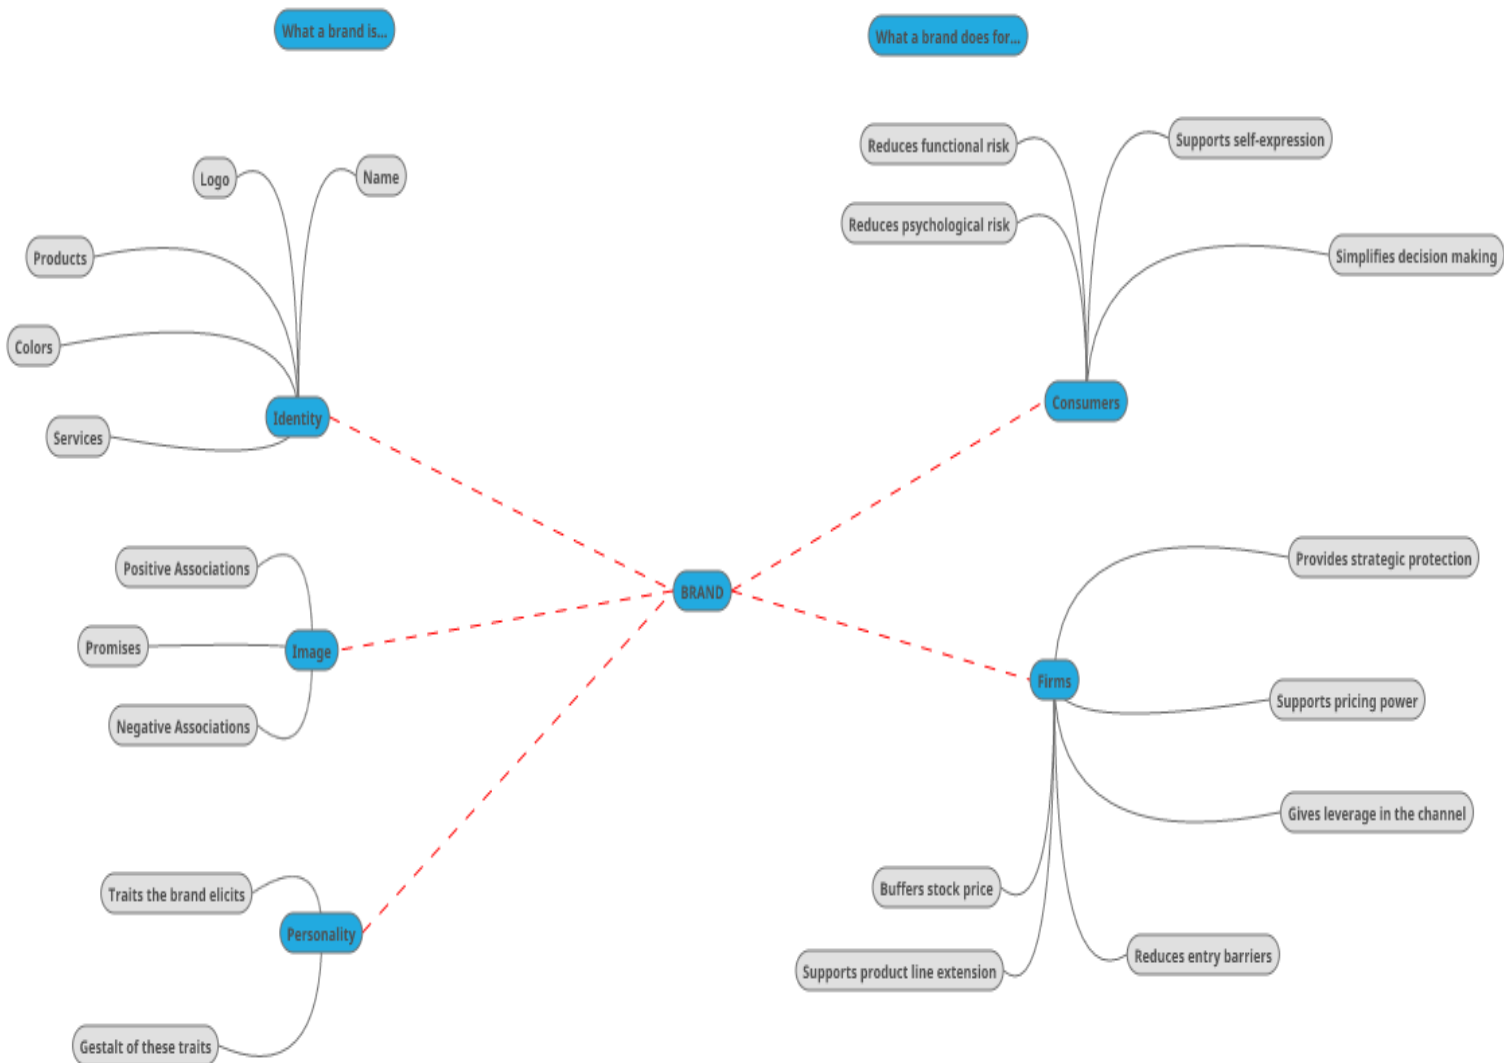 What a brand is...
What a brand does for...
Logo
Name
Products
Colors
Services
Identity
Positive Associations
Promises
Negative Associations
Image
Traits the brand elicits
Gestalt of these traits
Personality
BRAND
Reduces functional risk
Reduces psychological risk
Supports self-expression
Simplifies decision making
Consumers
Provides strategic protection
Supports pricing power
Gives leverage in the channel
Firms
Buffers stock price
Supports product line extension
Reduces entry barriers